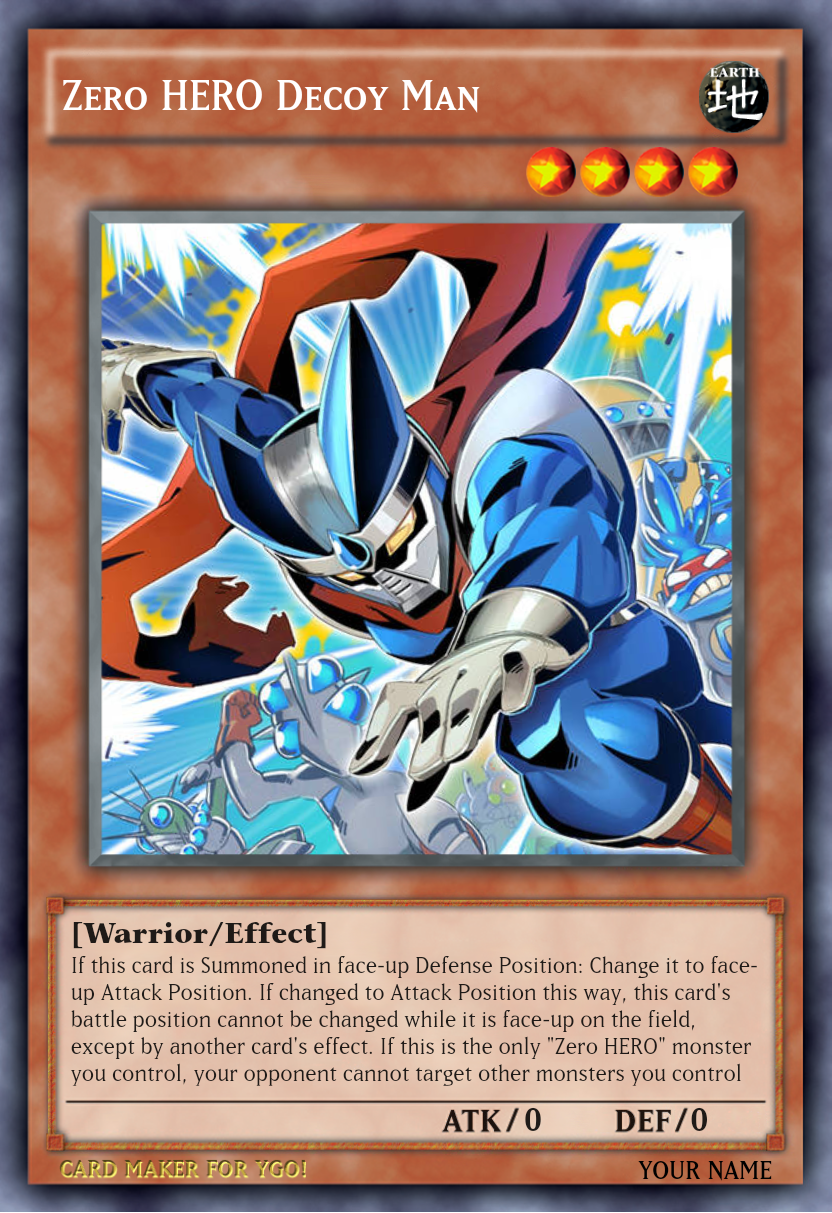 Zero HERO Decoy Man
EARTH
地
[Warrior/Effect]
If this card is Summoned in face-up Defense Position: Change it to face-
up Attack Position. If changed to Attack Position this way, this card's
battle position cannot be changed while it is face-up on the field,
except by another card's effect. If this is the only "Zero HERO" monster
you control, your opponent cannot target other monsters you control
ATK/0 DEF/0
CARD MAKER FOR YGO! YOUR NAME